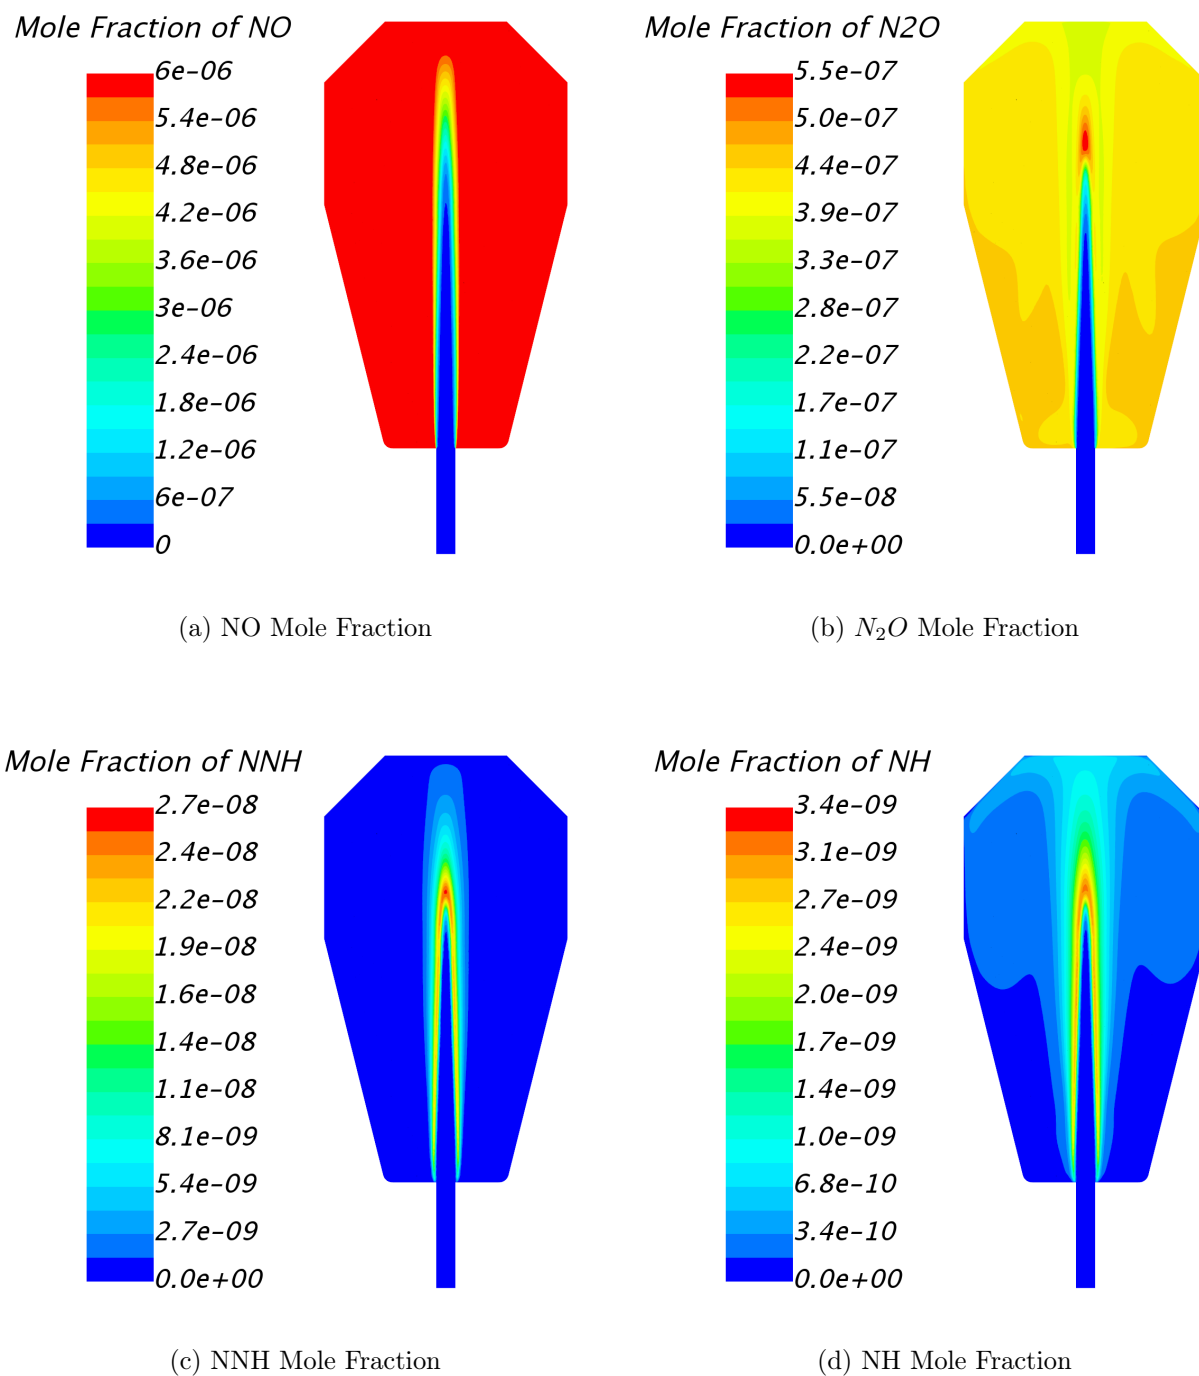 Mole Fraction of NO
6e-06
5.4e-06
4.8e-06
4.2e-06
3.6e-06
3e-06
2.4e-06
1.8e-06
1.2e-06
6e-07
0
(a) NO Mole Fraction
Mole Fraction of N2O
5.5e-07
5.0e-07
4.4e-07
3.9e-07
3.3e-07
2.8e-07
2.2e-07
1.7e-07
1.1e-07
5.5e-08
0.0e+00
(b) N₂O Mole Fraction
Mole Fraction of NNH
2.7e-08
2.4e-08
2.2e-08
1.9e-08
1.6e-08
1.4e-08
1.1e-08
8.1e-09
5.4e-09
2.7e-09
0.0e+00
(c) NNH Mole Fraction
Mole Fraction of NH
3.4e-09
3.1e-09
2.7e-09
2.4e-09
2.0e-09
1.7e-09
1.4e-09
1.0e-09
6.8e-10
3.4e-10
0.0e+00
(d) NH Mole Fraction